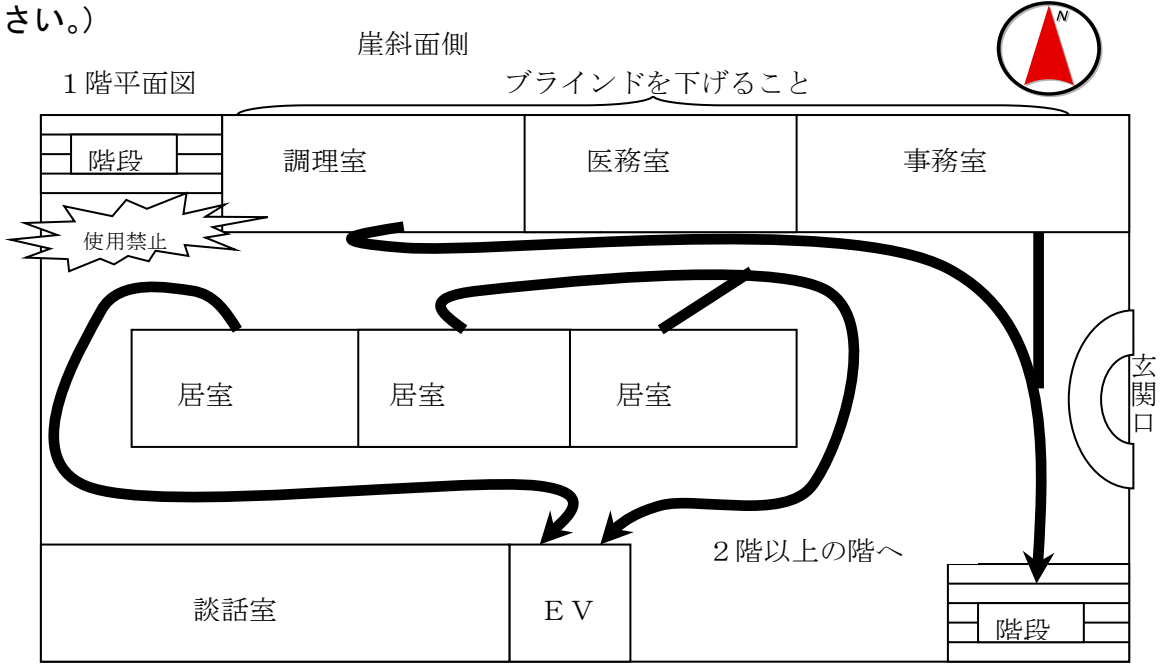 さい。）
N
崖斜面側
１階平面図
ブラインドを下げること
階段
調理室
医務室
事務室
使用禁止
居室
居室
居室
玄関口
２階以上の階へ
談話室
ＥＶ
階段